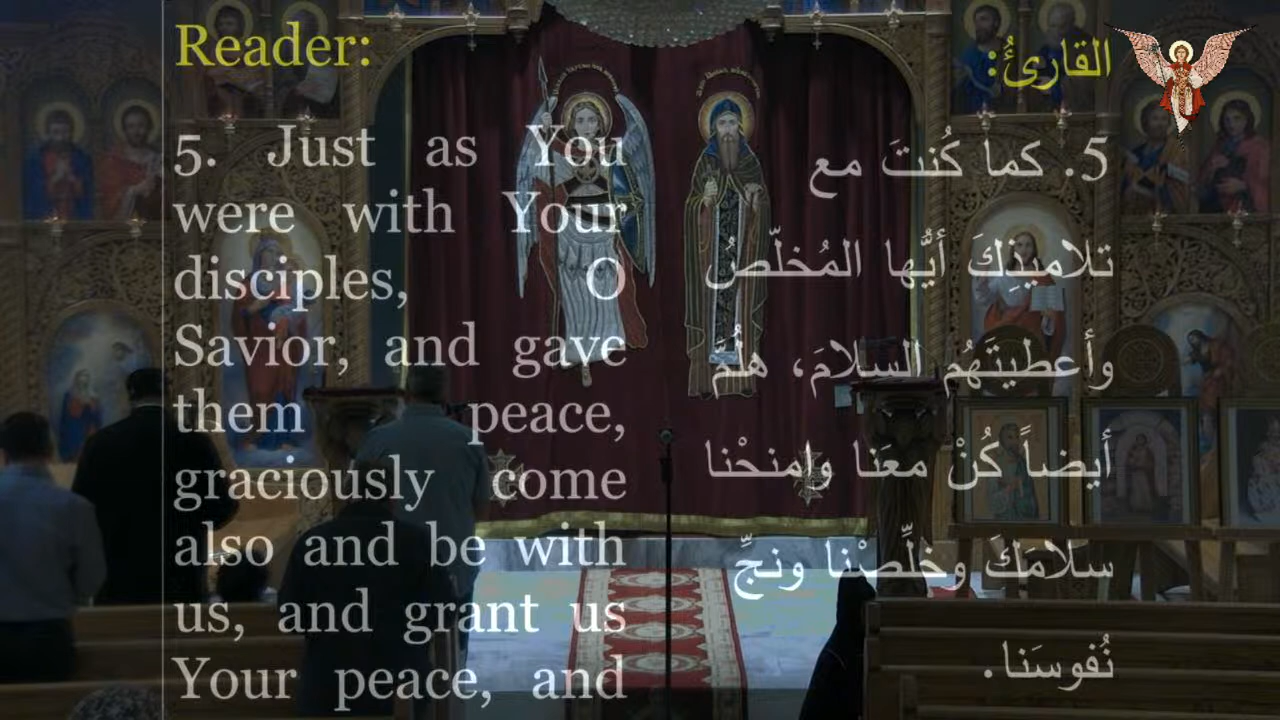 Reader:
5. Just as You
were with Your
disciples, O
Savior, and gave
them peace,
graciously come
also and be with
us, and grant us
Your peace, and
القارئُ:
5. كما كُنتَ مع
تلاميذِكَ أيُّها المُخلّصُ
وأعطيتَهُم السلامَ، هلُمّ
أيضاً كُنْ معَنا وامنحْنا
سلامَكَ وخلِّصْنا ونجِّ
نُفوسَنا.